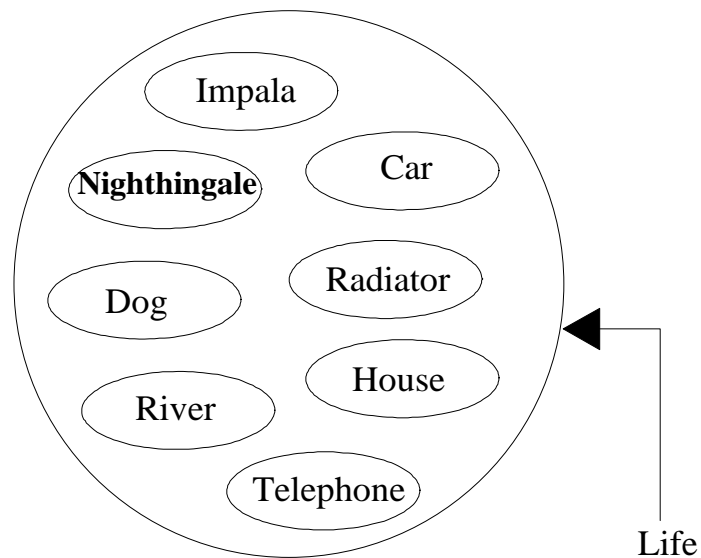 Impala
Car
Nighthingale
Radiator
Dog
House
River
Telephone
Life